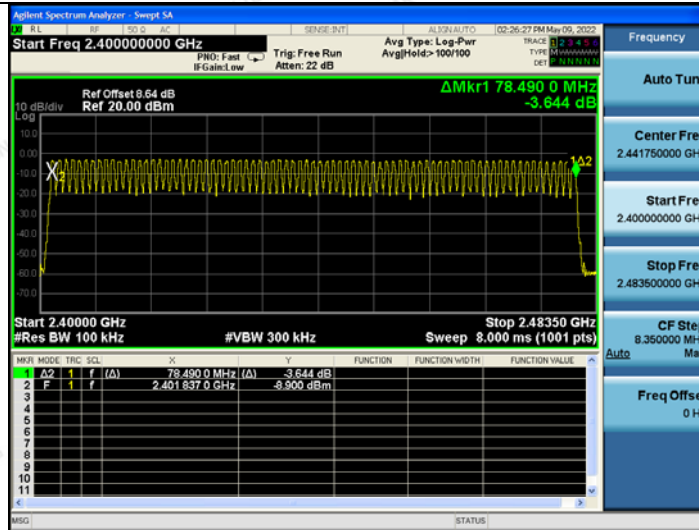 Agilent Spectrum Analyzer - Swept SA
RL RF 50 Ω AC SENSE:INT ALIGN AUTO 02:26:27 PM May 09, 2022
Start Freq 2.400000000 GHz
PNO: Fast
IFGain:Low
Trig: Free Run
Atten: 22 dB
Avg Type: Log-Pwr
Avg|Hold:> 100/100
TRACE 1 2 3 4 5 6
TYPE M
DET P N N N N N
ΔMkr1 78.490 0 MHz
-3.644 dB
Ref Offset 8.64 dB
Ref 20.00 dBm
10 dB/div
Log
10.0
0.00
-10.0
-20.0
-30.0
-40.0
-50.0
-60.0
-70.0
X2
1Δ2
Start 2.40000 GHz Stop 2.48350 GHz
#Res BW 100 kHz #VBW 300 kHz Sweep 8.000 ms (1001 pts)
MKR MODE TRC SCL X Y FUNCTION FUNCTION WIDTH FUNCTION VALUE
1 Δ2 1 f (Δ) 78.490 0 MHz (Δ) -3.644 dB
2 F 1 f 2.401 837 0 GHz -8.900 dBm
3
4
5
6
7
8
9
10
11
MSG STATUS
Frequency
Auto Tun
Center Fre
2.441750000 GH
Start Fre
2.400000000 GH
Stop Fre
2.483500000 GH
CF Ste
8.350000 MH
Auto Ma
Freq Offse
0 H